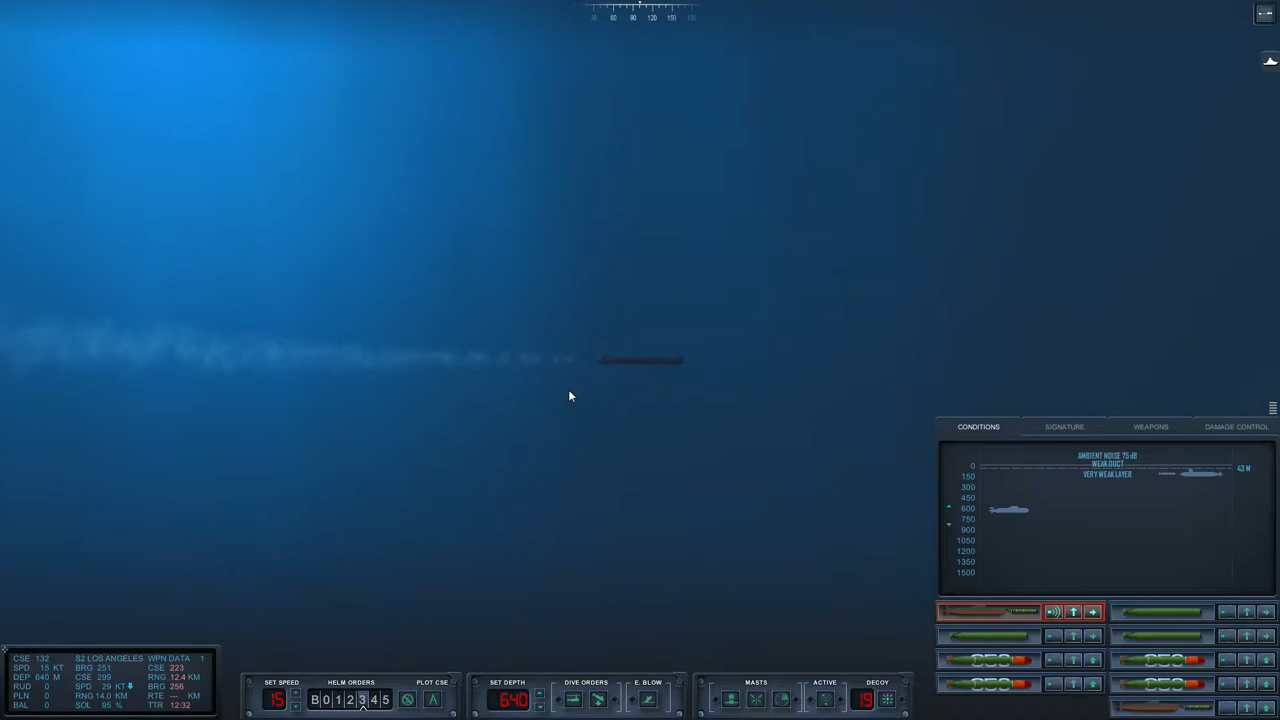 30 60 90 120 150 180
CONDITIONS SIGNATURE WEAPONS DAMAGE CONTROL
AMBIENT NOISE 75 dB
WEAK DUCT
VERY WEAK LAYER
43 M
0
150
300
450
600
750
900
1050
1200
1350
1500
CSE 132 S2 LOS ANGELES WPN DATA 1
SPD 15 KT BRG 251 CSE 223
DEP 640 M CSE 299 RNG 12.4 KM
RUD 0 SPD 29 KT BRG 256
PLN 0 RNG 14.0 KM RTE --- KM
BAL 0 SOL 95 % TTR 12:32
SET SPEED HELM ORDERS PLOT CSE
15 B 0 1 2 3 4 5 A
SET DEPTH DIVE ORDERS E. BLOW
640
MASTS ACTIVE DECOY
19